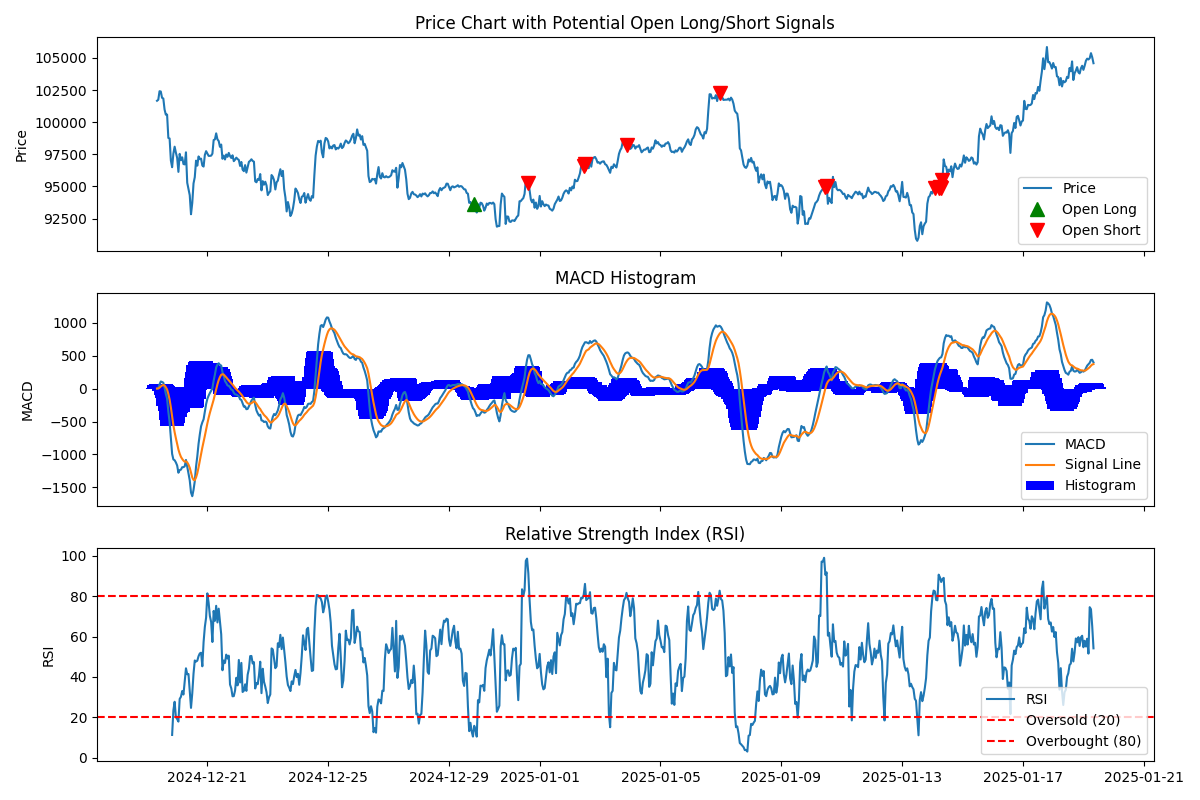 Price Chart with Potential Open Long/Short Signals
105000
102500
100000
97500
95000
92500
Price
Price
Open Long
Open Short
MACD Histogram
1000
500
0
−500
−1000
−1500
MACD
MACD
Signal Line
Histogram
Relative Strength Index (RSI)
100
80
60
40
20
0
RSI
RSI
Oversold (20)
Overbought (80)
2024-12-21
2024-12-25
2024-12-29
2025-01-01
2025-01-05
2025-01-09
2025-01-13
2025-01-17
2025-01-21